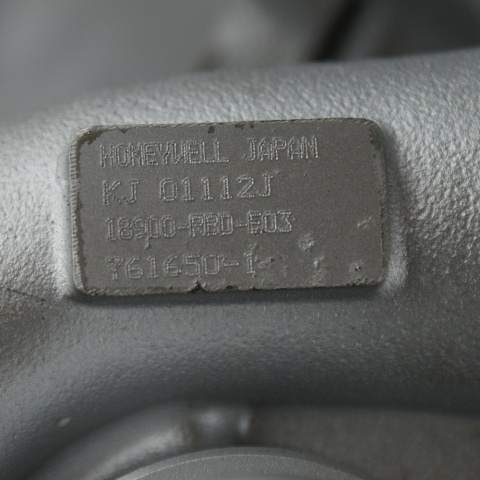 HONEYWELL JAPAN
KJ 01112J
18900-RBD-E03
761650-1